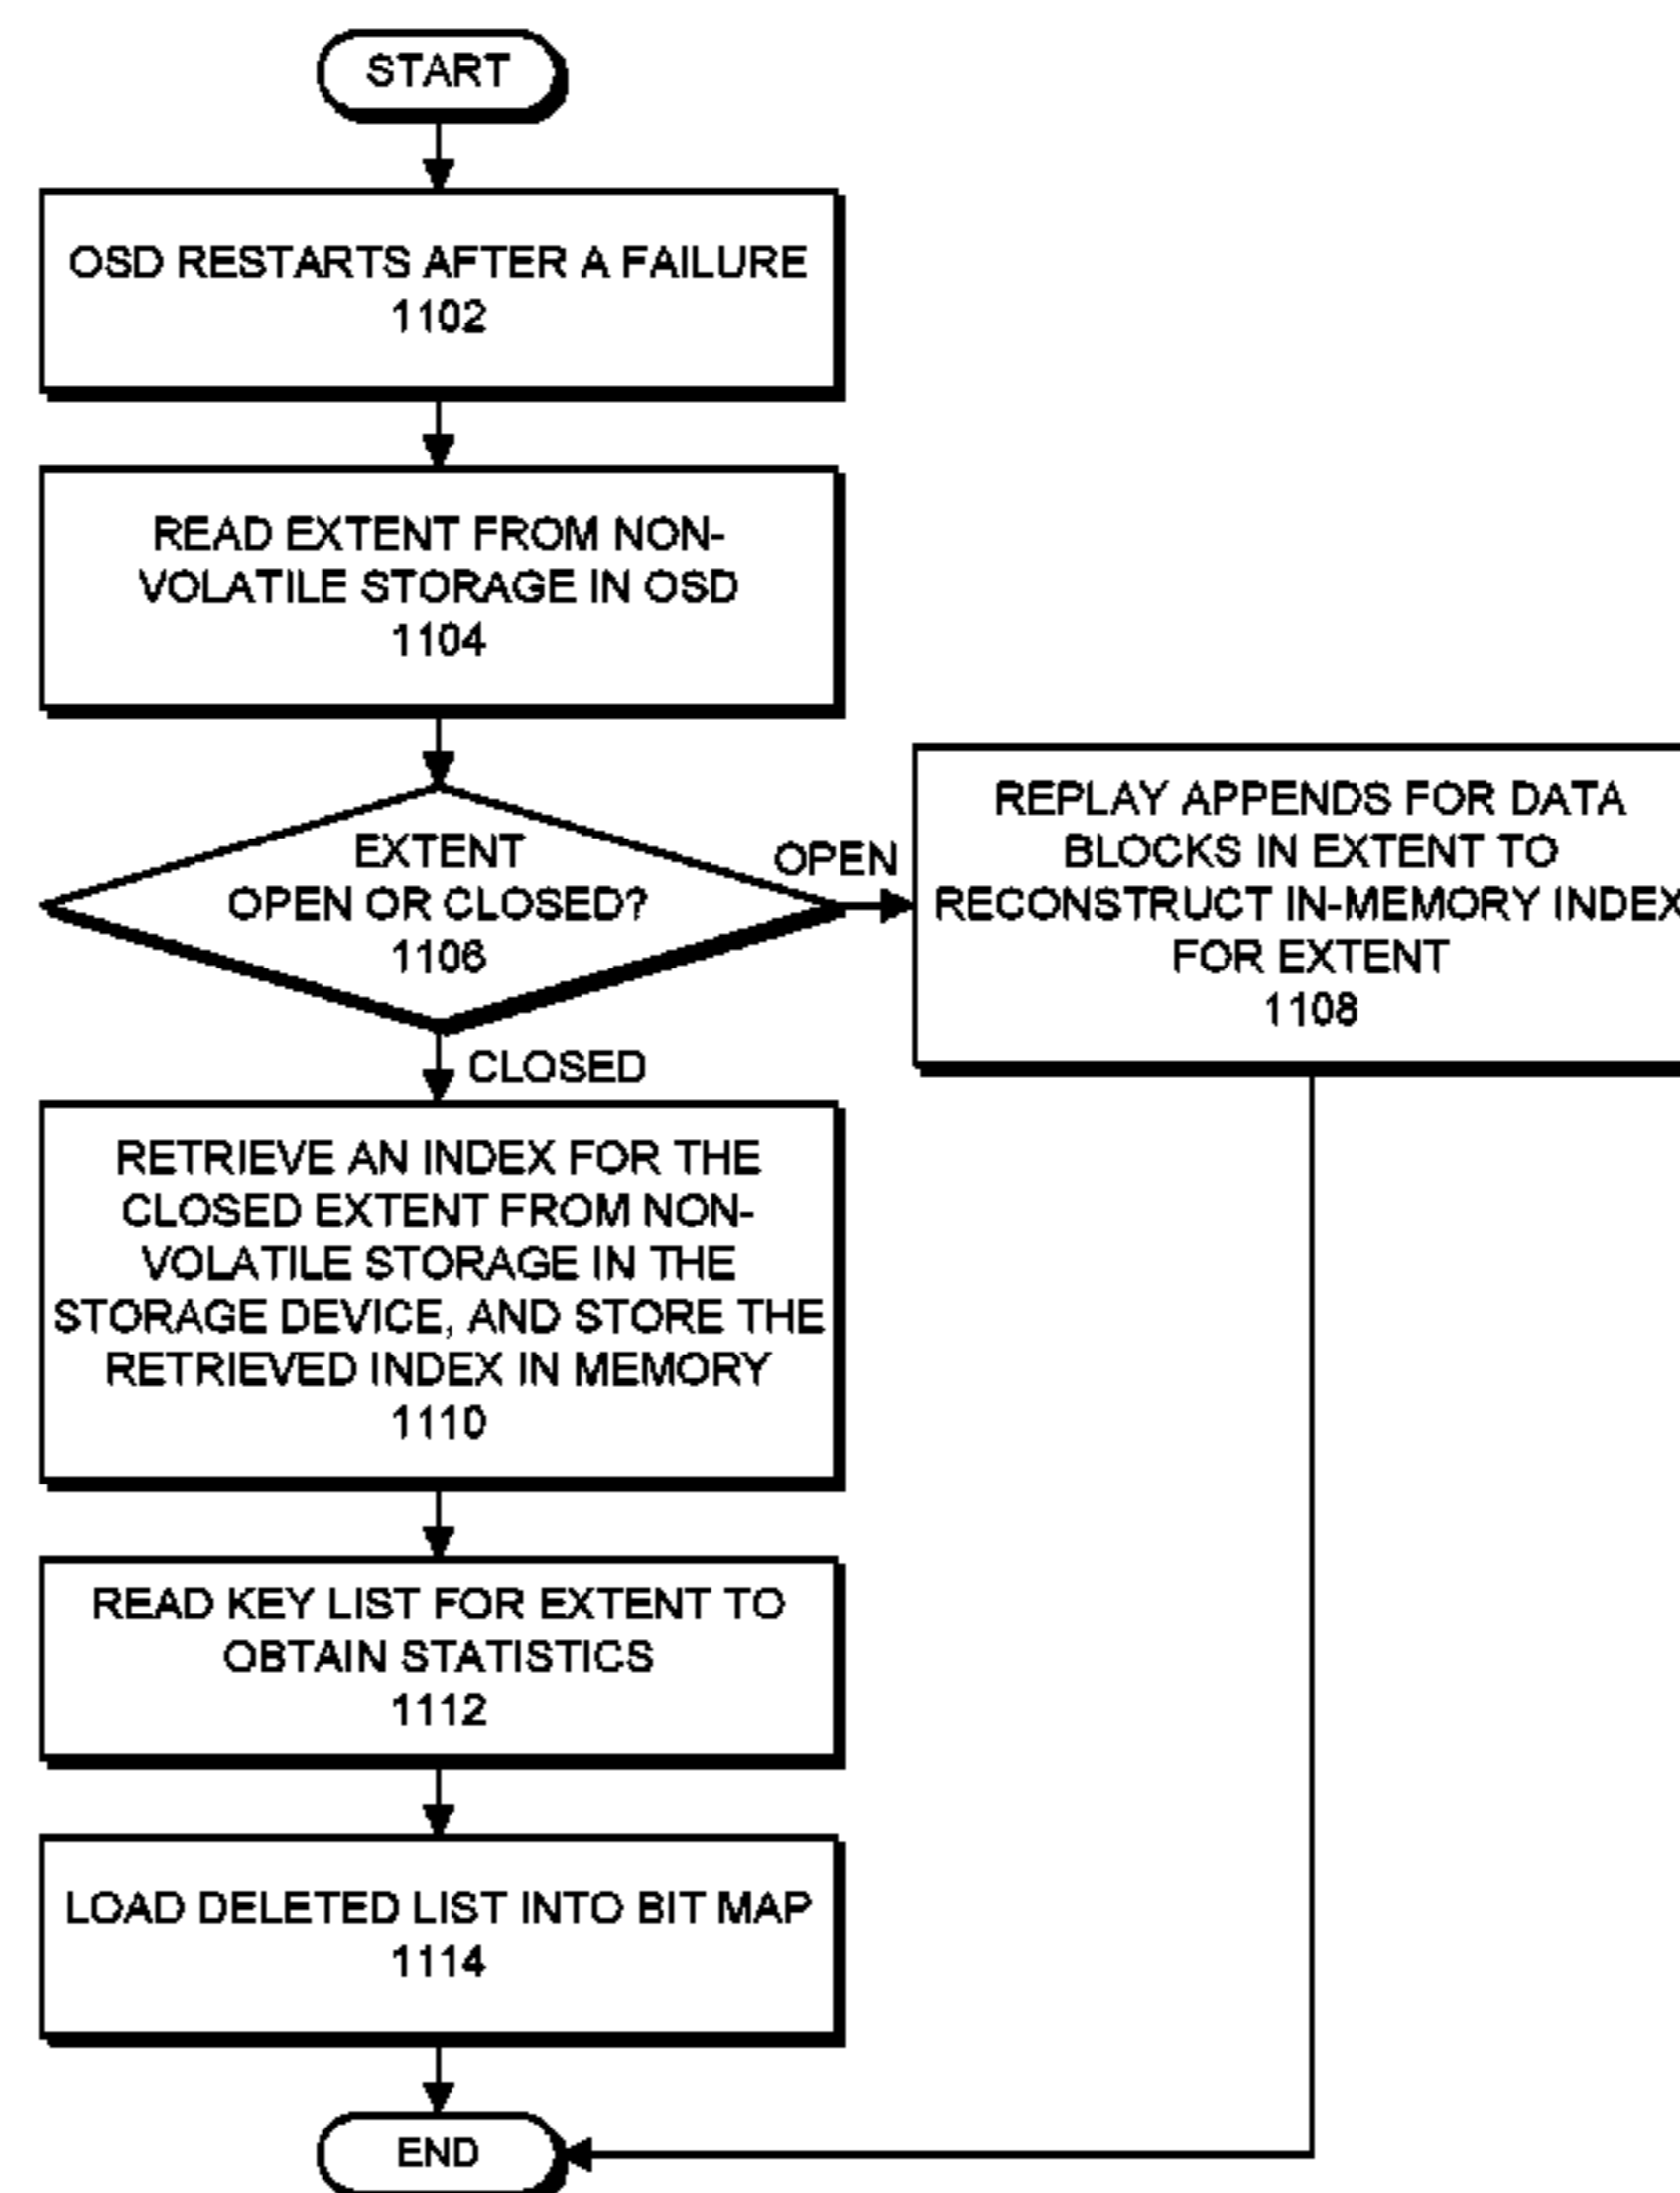 START
OSD RESTARTS AFTER A FAILURE
1102
READ EXTENT FROM NON-
VOLATILE STORAGE IN OSD
1104
EXTENT
OPEN OR CLOSED?
1106
OPEN
REPLAY APPENDS FOR DATA
BLOCKS IN EXTENT TO
RECONSTRUCT IN-MEMORY INDEX
FOR EXTENT
1108
CLOSED
RETRIEVE AN INDEX FOR THE
CLOSED EXTENT FROM NON-
VOLATILE STORAGE IN THE
STORAGE DEVICE, AND STORE THE
RETRIEVED INDEX IN MEMORY
1110
READ KEY LIST FOR EXTENT TO
OBTAIN STATISTICS
1112
LOAD DELETED LIST INTO BIT MAP
1114
END